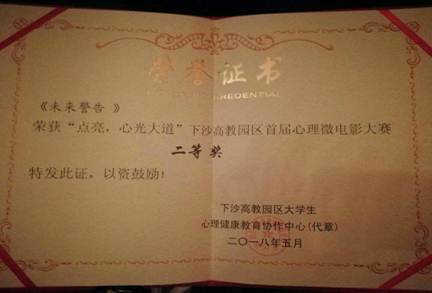 荣誉证书
CREDENTIAL
《未来警告》
荣获“点亮，心光大道”下沙高教园区首届心理微电影大赛
二等奖
特发此证，以资鼓励！
下沙高教园区大学生
心理健康教育协作中心(代章)
二〇一八年五月